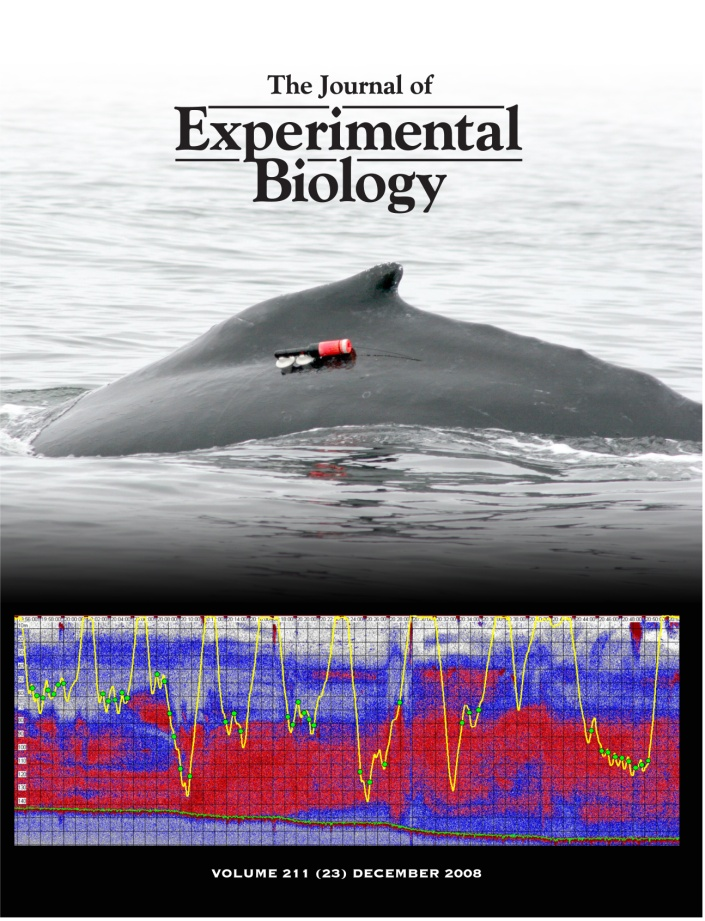 The Journal of
Experimental
Biology
VOLUME 211 (23) DECEMBER 2008